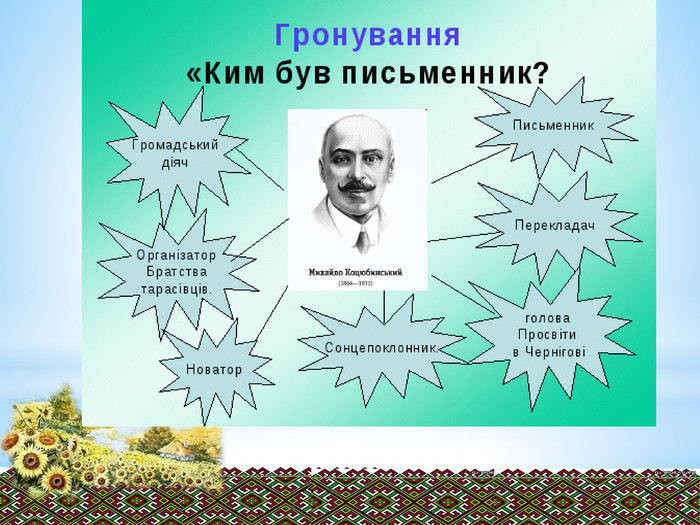 Гронування
«Ким був письменник?
Громадський
діяч
Письменник
Організатор
Братства
тарасівців.
Перекладач
Михайло Коцюбинський
(1864—1913)
голова
Просвіти
в Чернігові
Сонцепоклонник.
Новатор